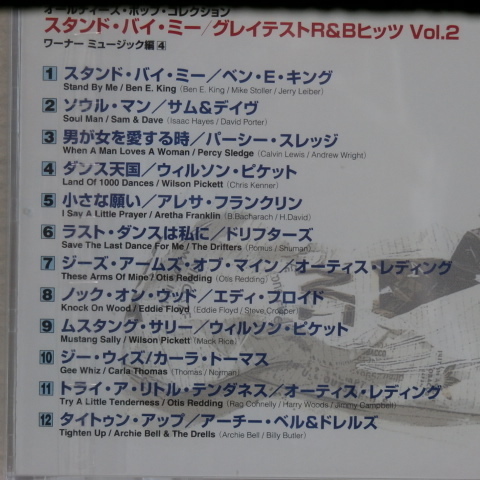 オールディーズ・ポップ・コレクション
スタンド・バイ・ミー／グレイテストR&Bヒッツ Vol.2
ワーナー ミュージック編4
1 スタンド・バイ・ミー／ベン・E・キング
Stand By Me / Ben E. King (Ben E. King / Mike Stoller / Jerry Leiber)
2 ソウル・マン／サム&デイヴ
Soul Man / Sam & Dave (Isaac Hayes / David Porter)
3 男が女を愛する時／パーシー・スレッジ
When A Man Loves A Woman / Percy Sledge (Calvin Lewis / Andrew Wright)
4 ダンス天国／ウィルソン・ピケット
Land Of 1000 Dances / Wilson Pickett (Chris Kenner)
5 小さな願い／アレサ・フランクリン
I Say A Little Prayer / Aretha Franklin (B.Bacharach / H.David)
6 ラスト・ダンスは私に／ドリフターズ
Save The Last Dance For Me / The Drifters (Pomus / Shuman)
7 ジーズ・アームズ・オブ・マイン／オーティス・レディング
These Arms Of Mine / Otis Redding (Otis Redding)
8 ノック・オン・ウッド／エディ・フロイド
Knock On Wood / Eddie Floyd (Eddie Floyd / Steve Cropper)
9 ムスタング・サリー／ウィルソン・ピケット
Mustang Sally / Wilson Pickett (Mack Rice)
10 ジー・ウィズ／カーラ・トーマス
Gee Whiz / Carla Thomas (Thomas / Norman)
11 トライ・ア・リトル・テンダネス／オーティス・レディング
Try A Little Tenderness / Otis Redding (Reg Connelly / Harry Woods / Jimmy Campbell)
12 タイトゥン・アップ／アーチー・ベル&ドレルズ
Tighten Up / Archie Bell & The Drells (Archie Bell / Billy Butler)